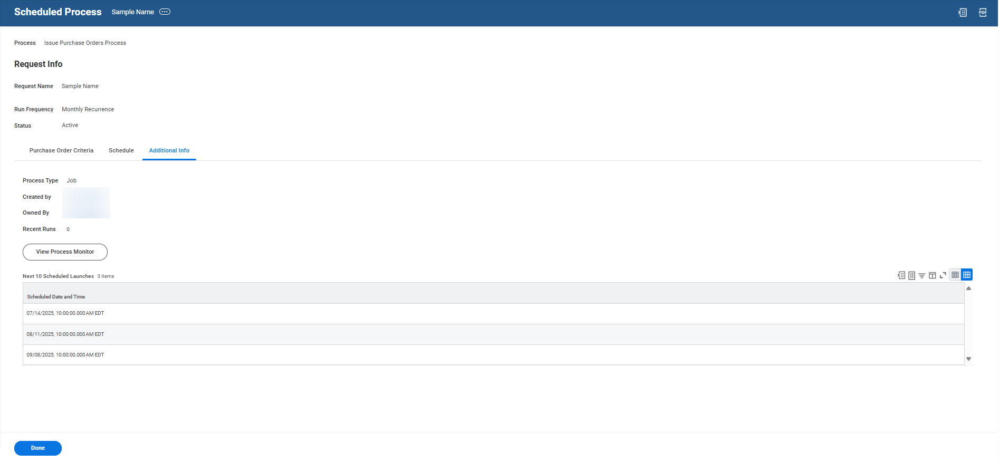 Scheduled Process Sample Name
PDF
Process Issue Purchase Orders Process
Request Info
Request Name Sample Name
Run Frequency Monthly Recurrence
Status Active
Purchase Order Criteria Schedule Additional Info
Process Type Job
Created by
Owned By
Recent Runs 0
View Process Monitor
Next 10 Scheduled Launches 3 items
Scheduled Date and Time
07/14/2025, 10:00:00.000 AM EDT
08/11/2025, 10:00:00.000 AM EDT
09/08/2025, 10:00:00.000 AM EDT
Done